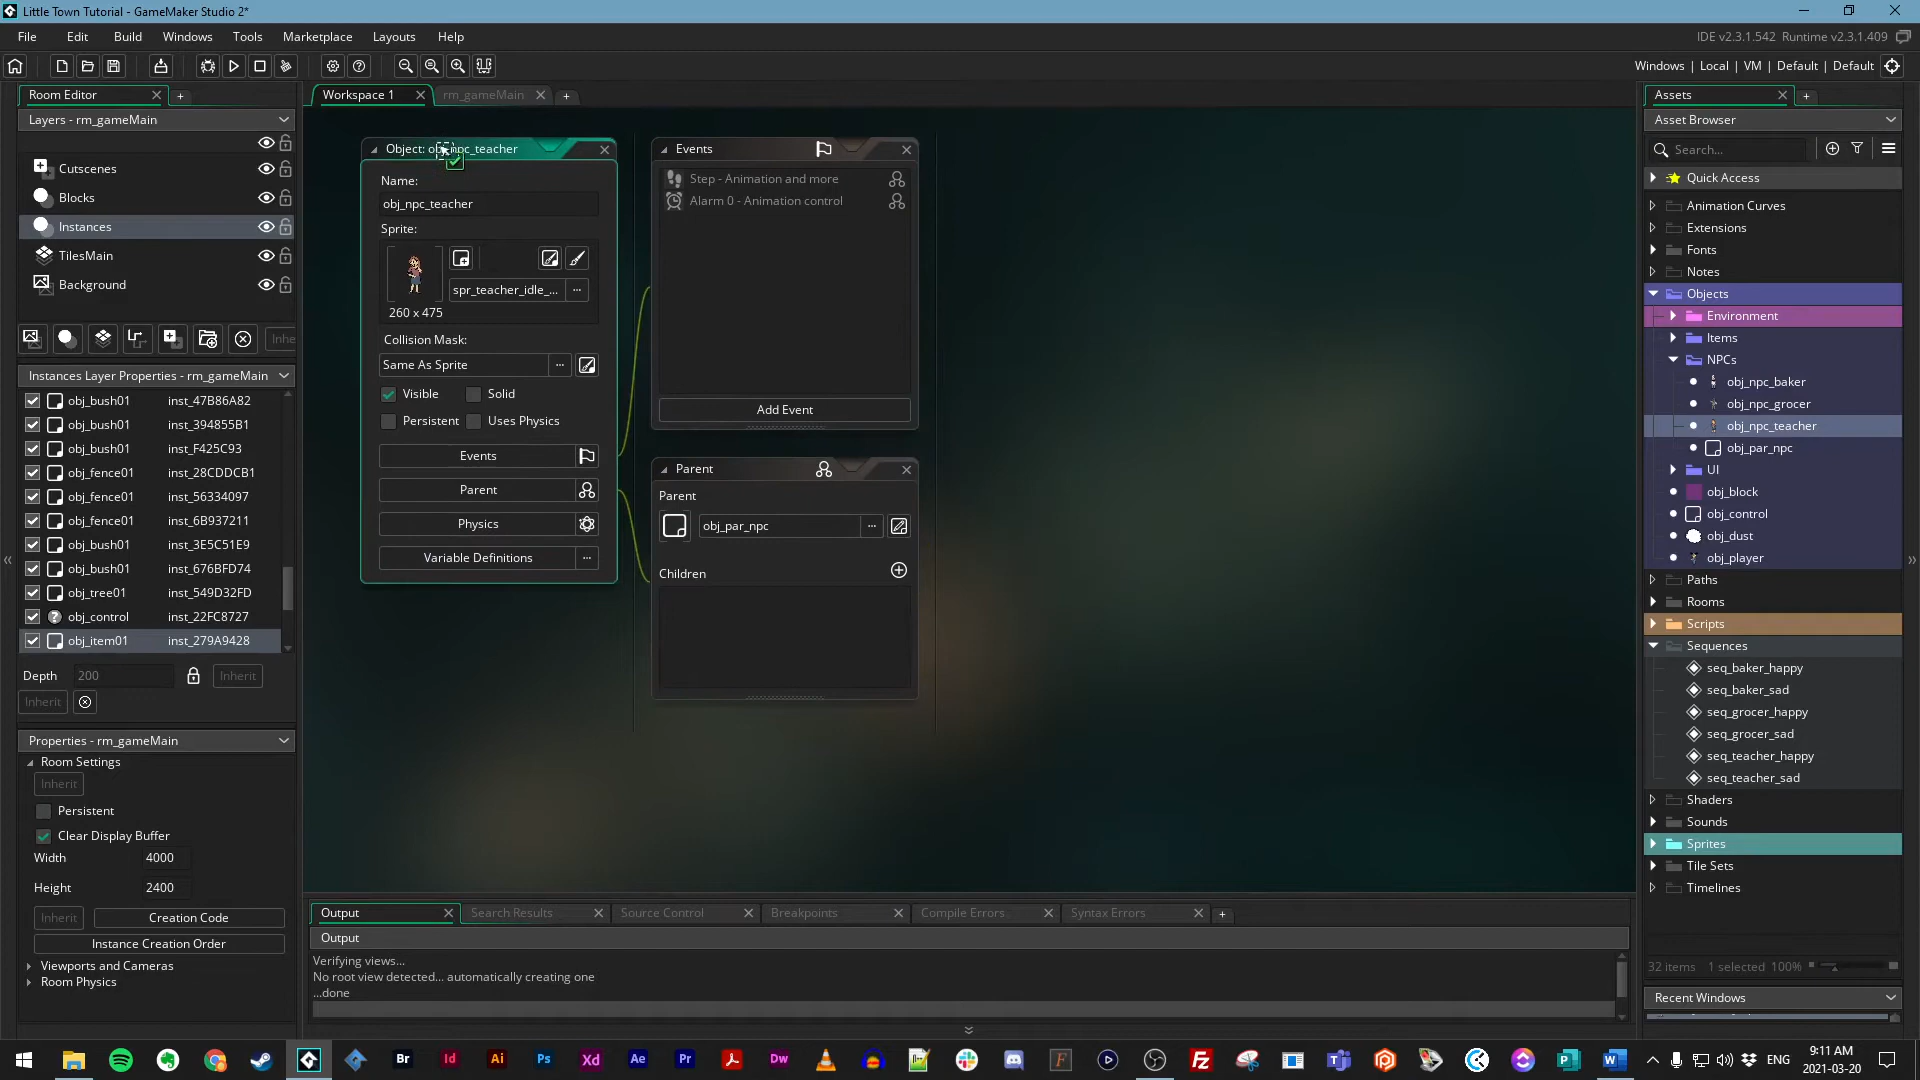 Little Town Tutorial - GameMaker Studio 2*
File Edit Build Windows Tools Marketplace Layouts Help
IDE v2.3.1.542 Runtime v2.3.1.409
Windows | Local | VM | Default | Default
Room Editor
Layers - rm_gameMain
Cutscenes
Blocks
Instances
TilesMain
Background
Inhe
Instances Layer Properties - rm_gameMain
obj_bush01 inst_47B86A82
obj_bush01 inst_394855B1
obj_bush01 inst_F425C93
obj_fence01 inst_28CDDCB1
obj_fence01 inst_56334097
obj_fence01 inst_6B937211
obj_bush01 inst_3E5C51E9
obj_bush01 inst_676BFD74
obj_tree01 inst_549D32FD
obj_control inst_22FC8727
obj_item01 inst_279A9428
Depth 200 Inherit
Inherit
Properties - rm_gameMain
Room Settings
Inherit
Persistent
Clear Display Buffer
Width 4000
Height 2400
Inherit Creation Code
Instance Creation Order
Viewports and Cameras
Room Physics
Workspace 1 rm_gameMain
Object: obj_npc_teacher
Name:
obj_npc_teacher
Sprite:
spr_teacher_idle_...
260 x 475
Collision Mask:
Same As Sprite
Visible Solid
Persistent Uses Physics
Events
Parent
Physics
Variable Definitions
Events
Step - Animation and more
Alarm 0 - Animation control
Add Event
Parent
Parent
obj_par_npc
Children
Output Search Results Source Control Breakpoints Compile Errors Syntax Errors
Output
Verifying views...
No root view detected... automatically creating one
...done
Assets
Asset Browser
Search...
Quick Access
Animation Curves
Extensions
Fonts
Notes
Objects
Environment
Items
NPCs
obj_npc_baker
obj_npc_grocer
obj_npc_teacher
obj_par_npc
UI
obj_block
obj_control
obj_dust
obj_player
Paths
Rooms
Scripts
Sequences
seq_baker_happy
seq_baker_sad
seq_grocer_happy
seq_grocer_sad
seq_teacher_happy
seq_teacher_sad
Shaders
Sounds
Sprites
Tile Sets
Timelines
32 items 1 selected 100%
Recent Windows
Br Id Ai Ps Xd Ae Pr Dw
ENG
9:11 AM
2021-03-20